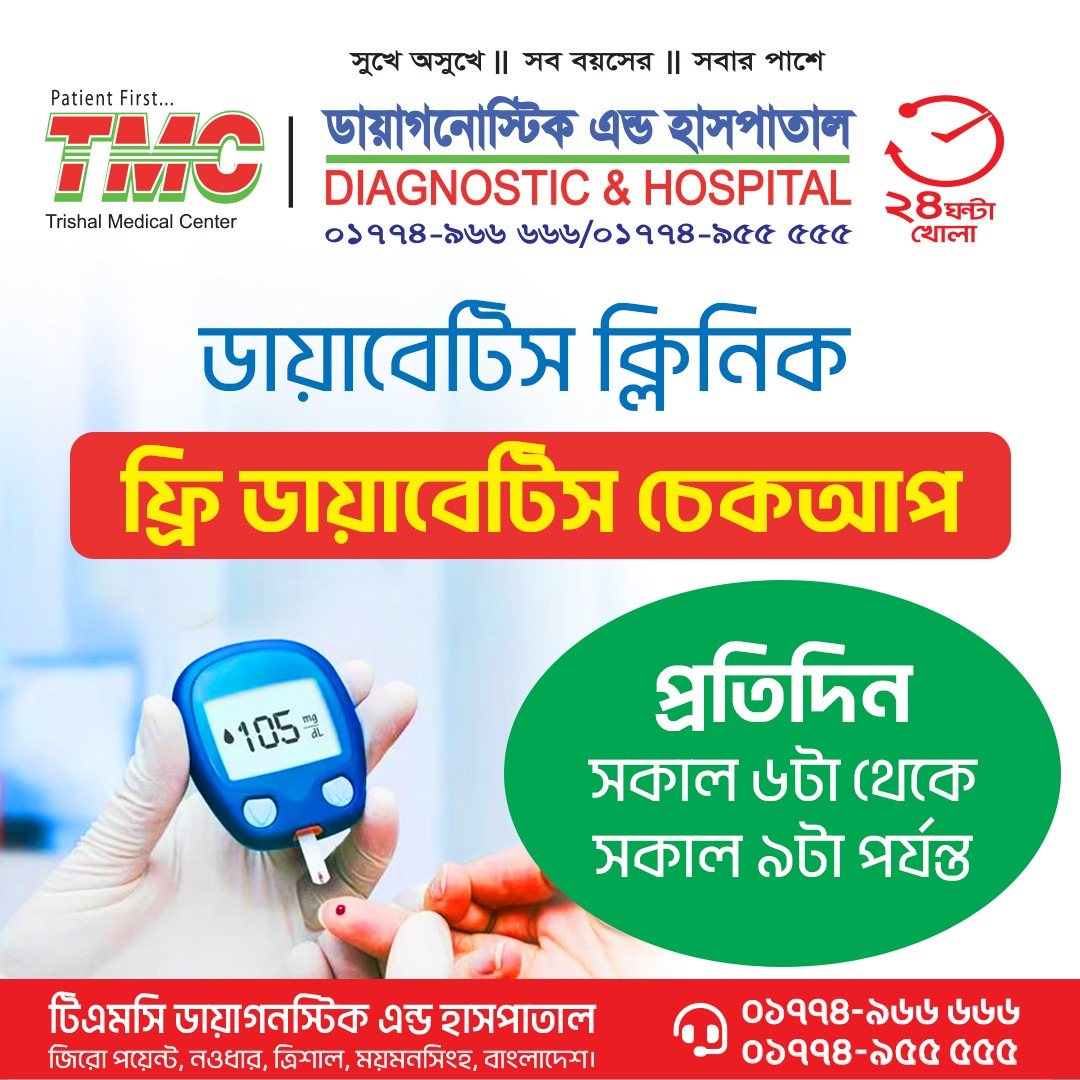 সুখে অসুখে || সব বয়সের || সবার পাশে
Patient First...
TMC
Trishal Medical Center
ডায়াগনোস্টিক এন্ড হাসপাতাল
DIAGNOSTIC & HOSPITAL
০১৭৭৪-৯৬৬ ৬৬৬/০১৭৭৪-৯৫৫ ৫৫৫
২৪ ঘন্টা
খোলা
ডায়াবেটিস ক্লিনিক
ফ্রি ডায়াবেটিস চেকআপ
105 mg/dL
প্রতিদিন
সকাল ৬টা থেকে
সকাল ৯টা পর্যন্ত
টিএমসি ডায়াগনস্টিক এন্ড হাসপাতাল
জিরো পয়েন্ট, নওধার, ত্রিশাল, ময়মনসিংহ, বাংলাদেশ।
০১৭৭৪-৯৬৬ ৬৬৬
০১৭৭৪-৯৫৫ ৫৫৫